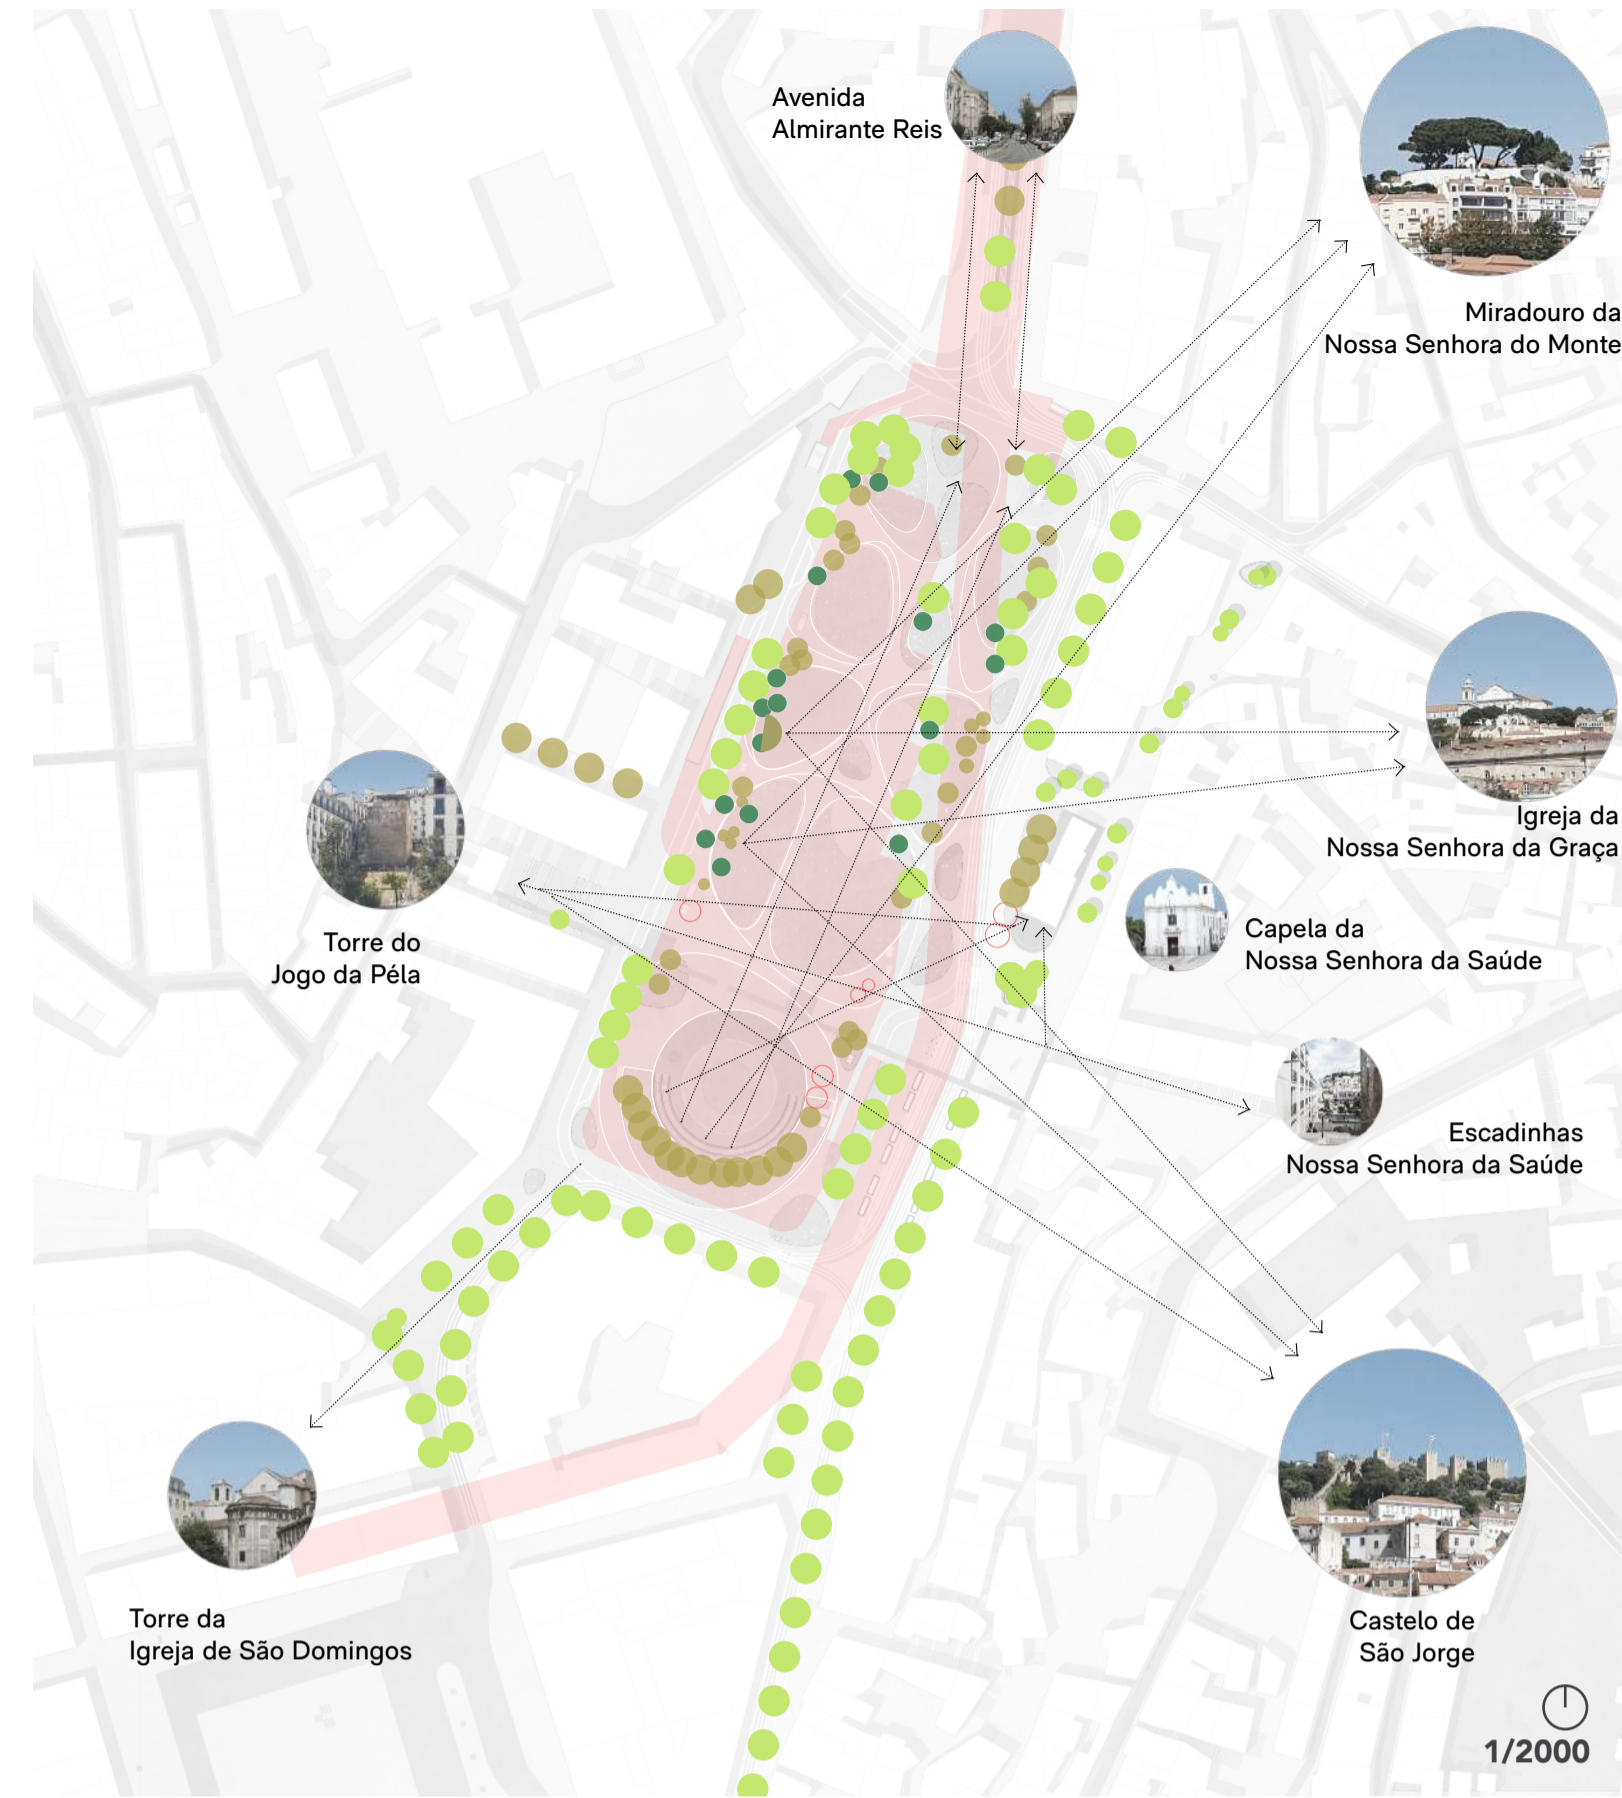 Avenida
Almirante Reis
Miradouro da
Nossa Senhora do Monte
Igreja da
Nossa Senhora da Graça
Torre do
Jogo da Péla
Capela da
Nossa Senhora da Saúde
Escadinhas
Nossa Senhora da Saúde
Torre da
Igreja de São Domingos
Castelo de
São Jorge
1/2000